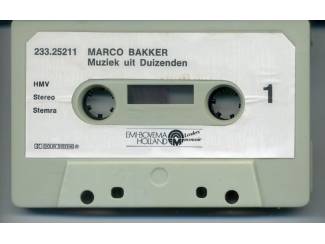 233.25211 MARCO BAKKER
Muziek uit Duizenden
HMV
Stereo
Stemra
1
EMI-BOVEMA
HOLLAND